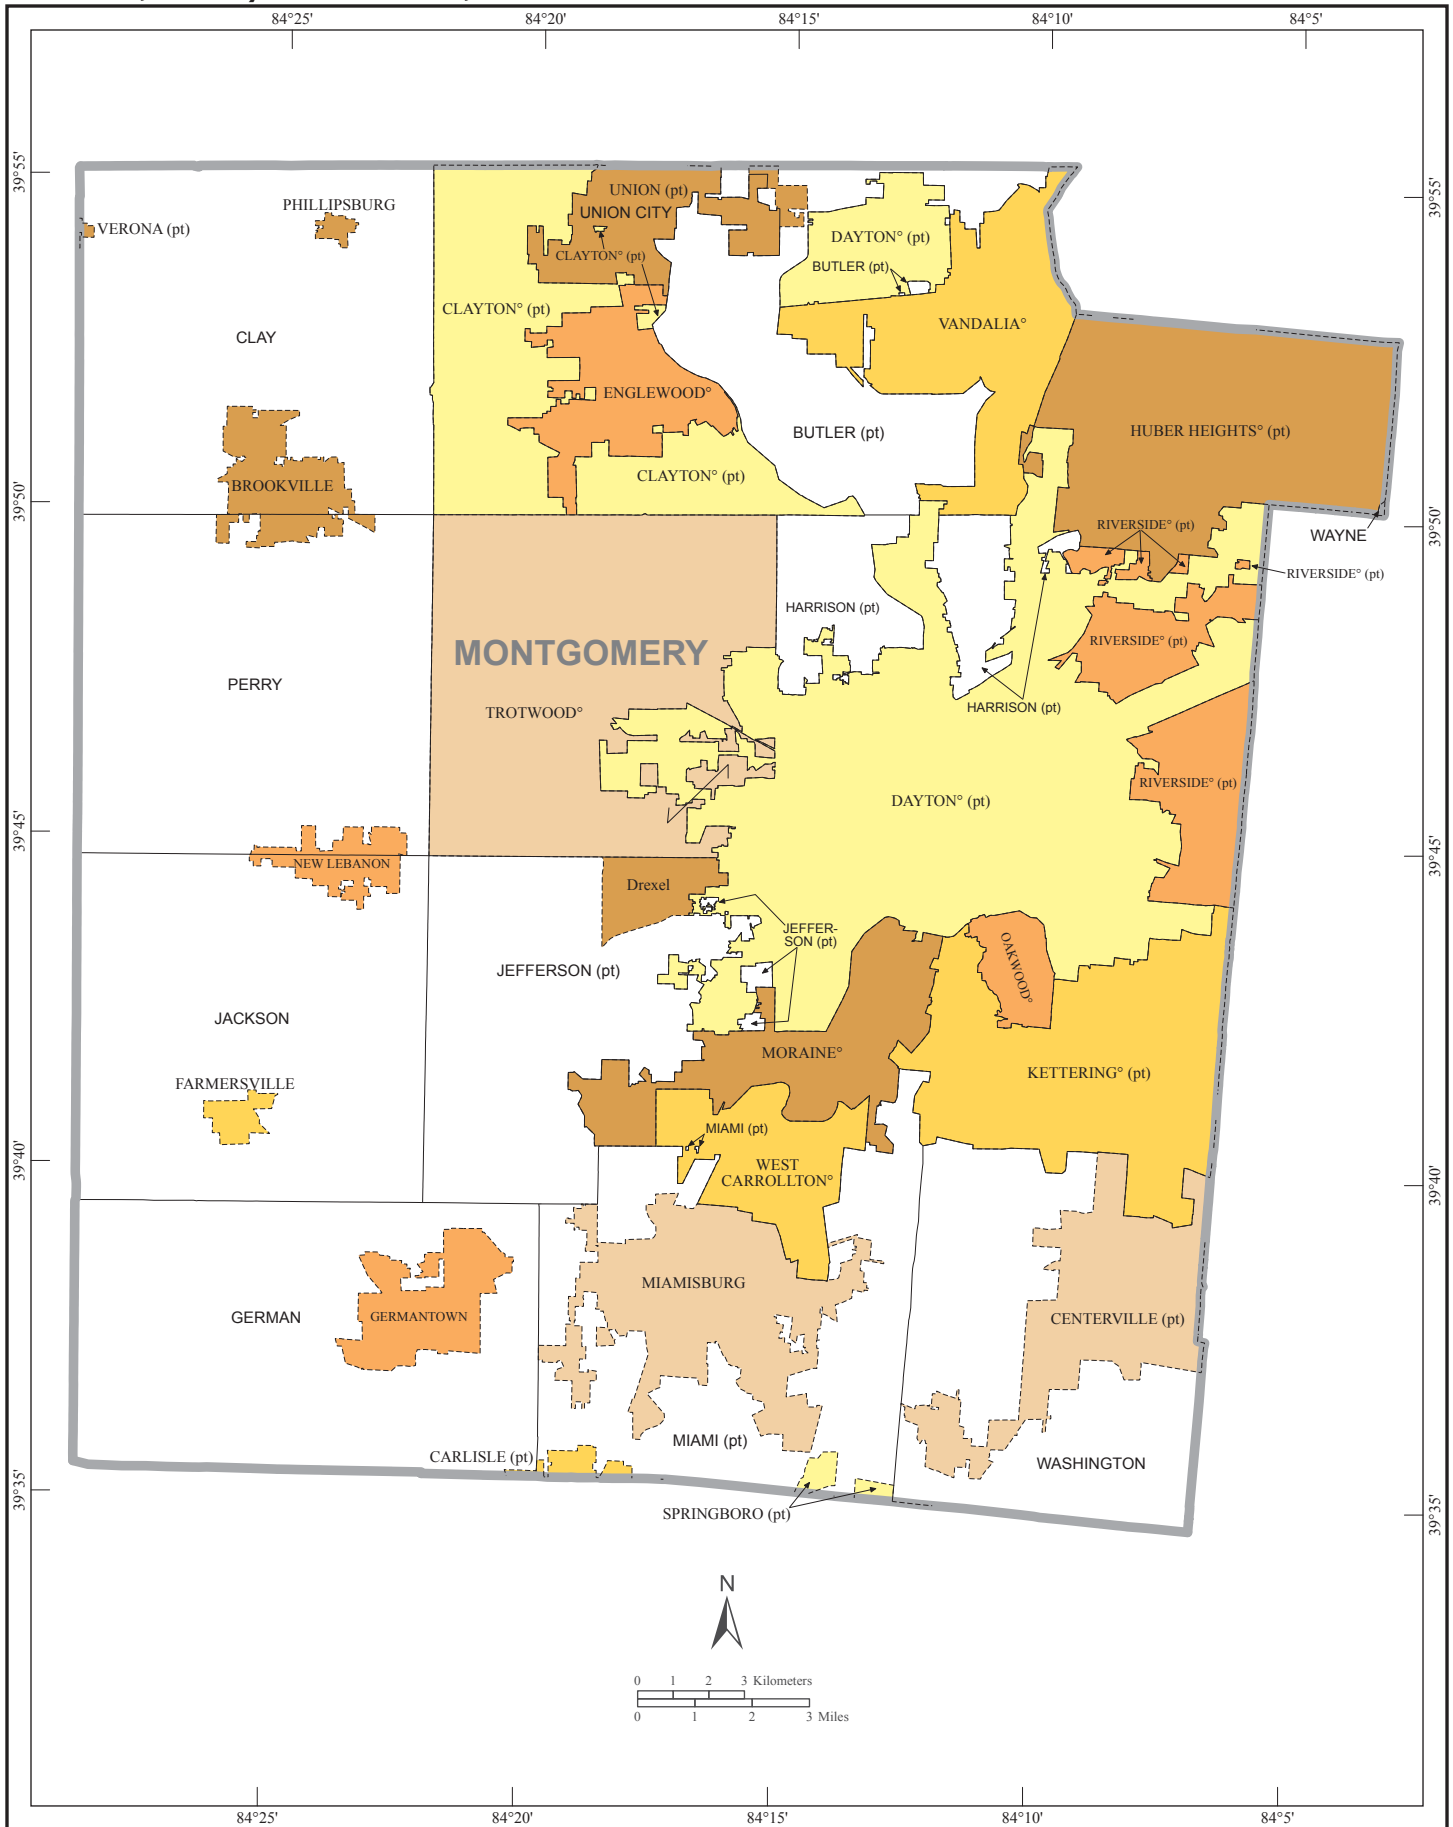 84°25'
84°20'
84°15'
84°10'
84°5'
39°55'
39°55'
UNION (pt)
UNION CITY
PHILLIPSBURG
VERONA (pt)
DAYTON° (pt)
CLAYTON° (pt)
BUTLER (pt)
CLAYTON° (pt)
VANDALIA°
CLAY
ENGLEWOOD°
BUTLER (pt)
HUBER HEIGHTS° (pt)
CLAYTON° (pt)
BROOKVILLE
39°50'
39°50'
RIVERSIDE° (pt)
WAYNE
RIVERSIDE° (pt)
HARRISON (pt)
RIVERSIDE° (pt)
MONTGOMERY
PERRY
HARRISON (pt)
TROTWOOD°
RIVERSIDE° (pt)
DAYTON° (pt)
39°45'
39°45'
NEW LEBANON
Drexel
JEFFER-
SON (pt)
OAKWOOD°
JEFFERSON (pt)
JACKSON
MORAINE°
KETTERING° (pt)
FARMERSVILLE
MIAMI (pt)
39°40'
39°40'
WEST
CARROLLTON°
MIAMISBURG
GERMAN
GERMANTOWN
CENTERVILLE (pt)
MIAMI (pt)
CARLISLE (pt)
WASHINGTON
39°35'
39°35'
SPRINGBORO (pt)
N
0 1 2 3 Kilometers
0 1 2 3 Miles
84°25'
84°20'
84°15'
84°10'
84°5'